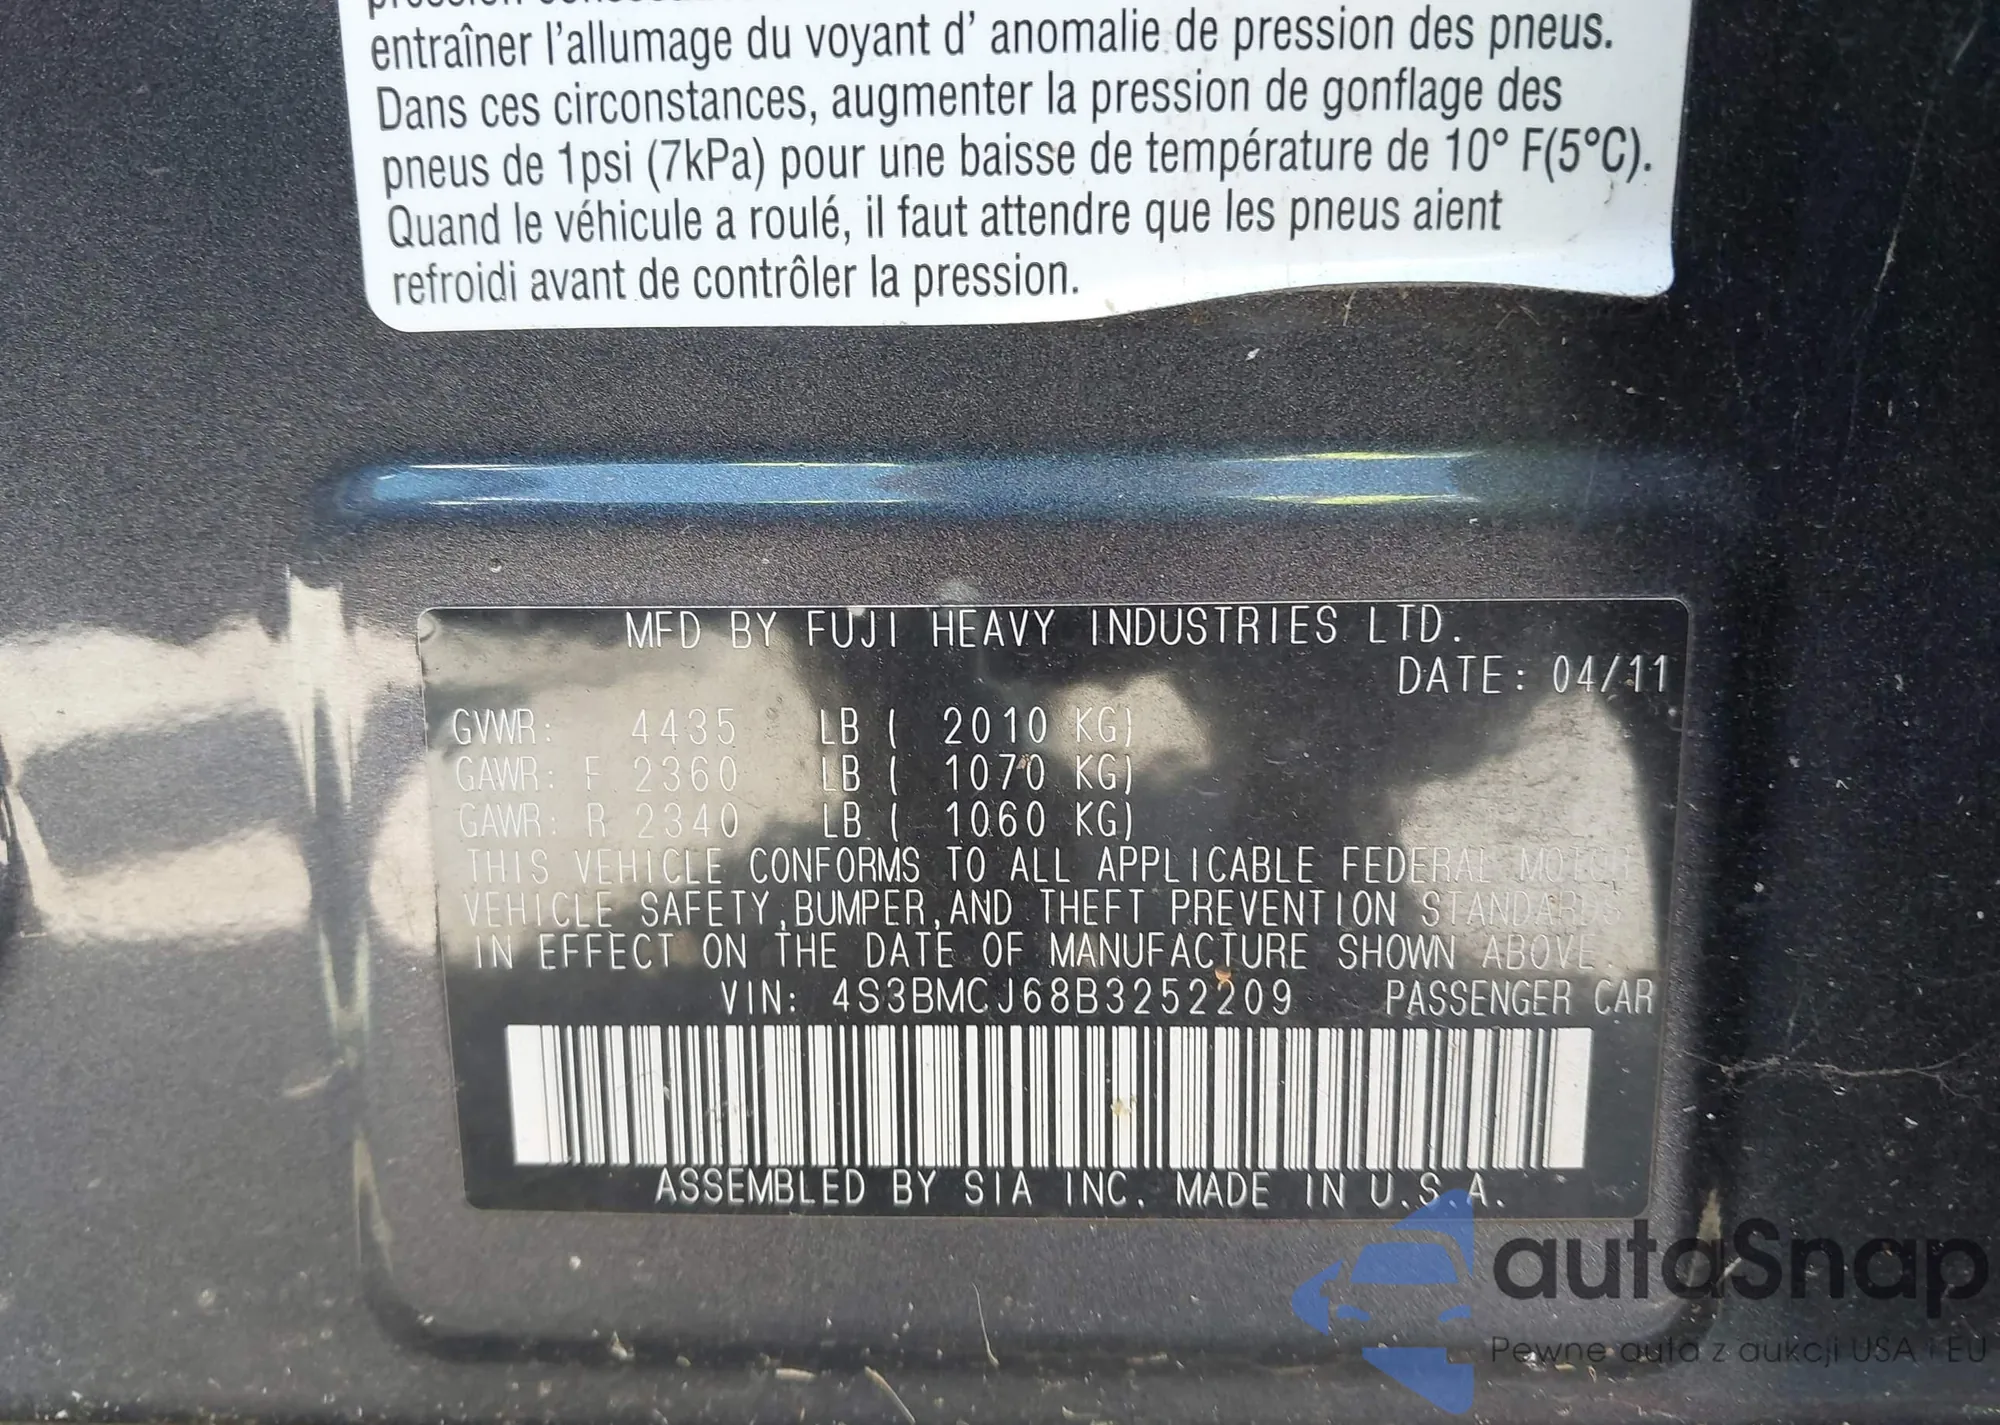 entraîner l'allumage du voyant d' anomalie de pression des pneus.
Dans ces circonstances, augmenter la pression de gonflage des
pneus de 1psi (7kPa) pour une baisse de température de 10° F(5°C).
Quand le véhicule a roulé, il faut attendre que les pneus aient
refroidi avant de contrôler la pression.
MFD BY FUJI HEAVY INDUSTRIES LTD.
DATE: 04/11
GVWR: 4435 LB ( 2010 KG)
GAWR: F 2360 LB ( 1070 KG)
GAWR: R 2340 LB ( 1060 KG)
THIS VEHICLE CONFORMS TO ALL APPLICABLE FEDERAL MOTOR
VEHICLE SAFETY,BUMPER,AND THEFT PREVENTION STANDARDS
IN EFFECT ON THE DATE OF MANUFACTURE SHOWN ABOVE.
VIN: 4S3BMCJ68B3252209 PASSENGER CAR
ASSEMBLED BY SIA INC. MADE IN U.S.A.
autaSnap
Pewne auta z aukcji USA i EU